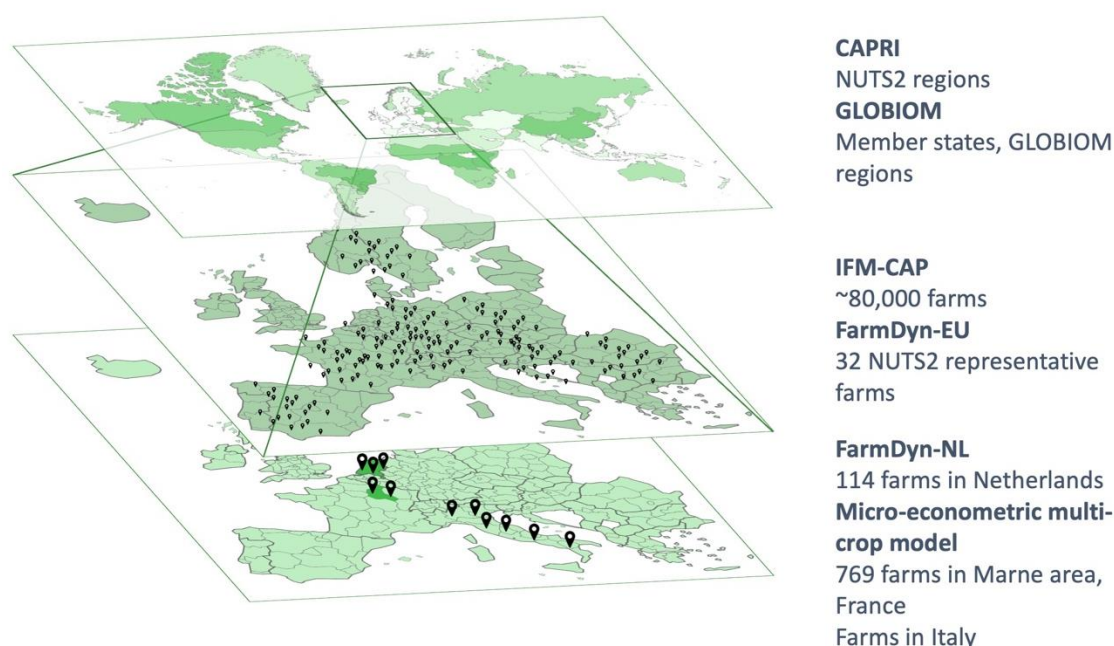 CAPRI
NUTS2 regions
GLOBIOM
Member states, GLOBIOM
regions
IFM-CAP
~80,000 farms
FarmDyn-EU
32 NUTS2 representative
farms
FarmDyn-NL
114 farms in Netherlands
Micro-econometric multi-
crop model
769 farms in Marne area,
France
Farms in Italy